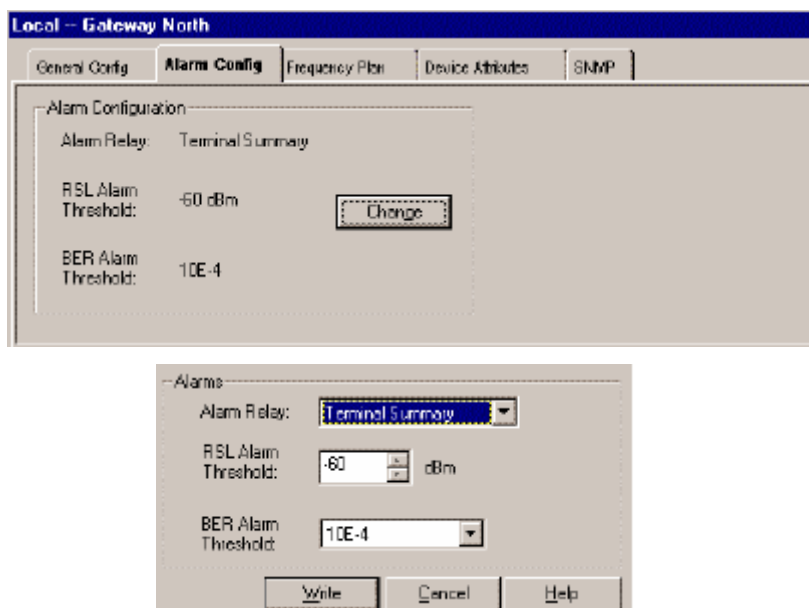 Local -- Gateway North
General Config Alarm Config Frequency Plan Device Attributes SNMP
Alarm Configuration
Alarm Relay: Terminal Summary
RSL Alarm
Threshold: -60 dBm
Change
BER Alarm
Threshold: 10E-4
Alarms
Alarm Relay: Terminal Summary
RSL Alarm
Threshold: -60 dBm
BER Alarm
Threshold: 10E-4
Write Cancel Help